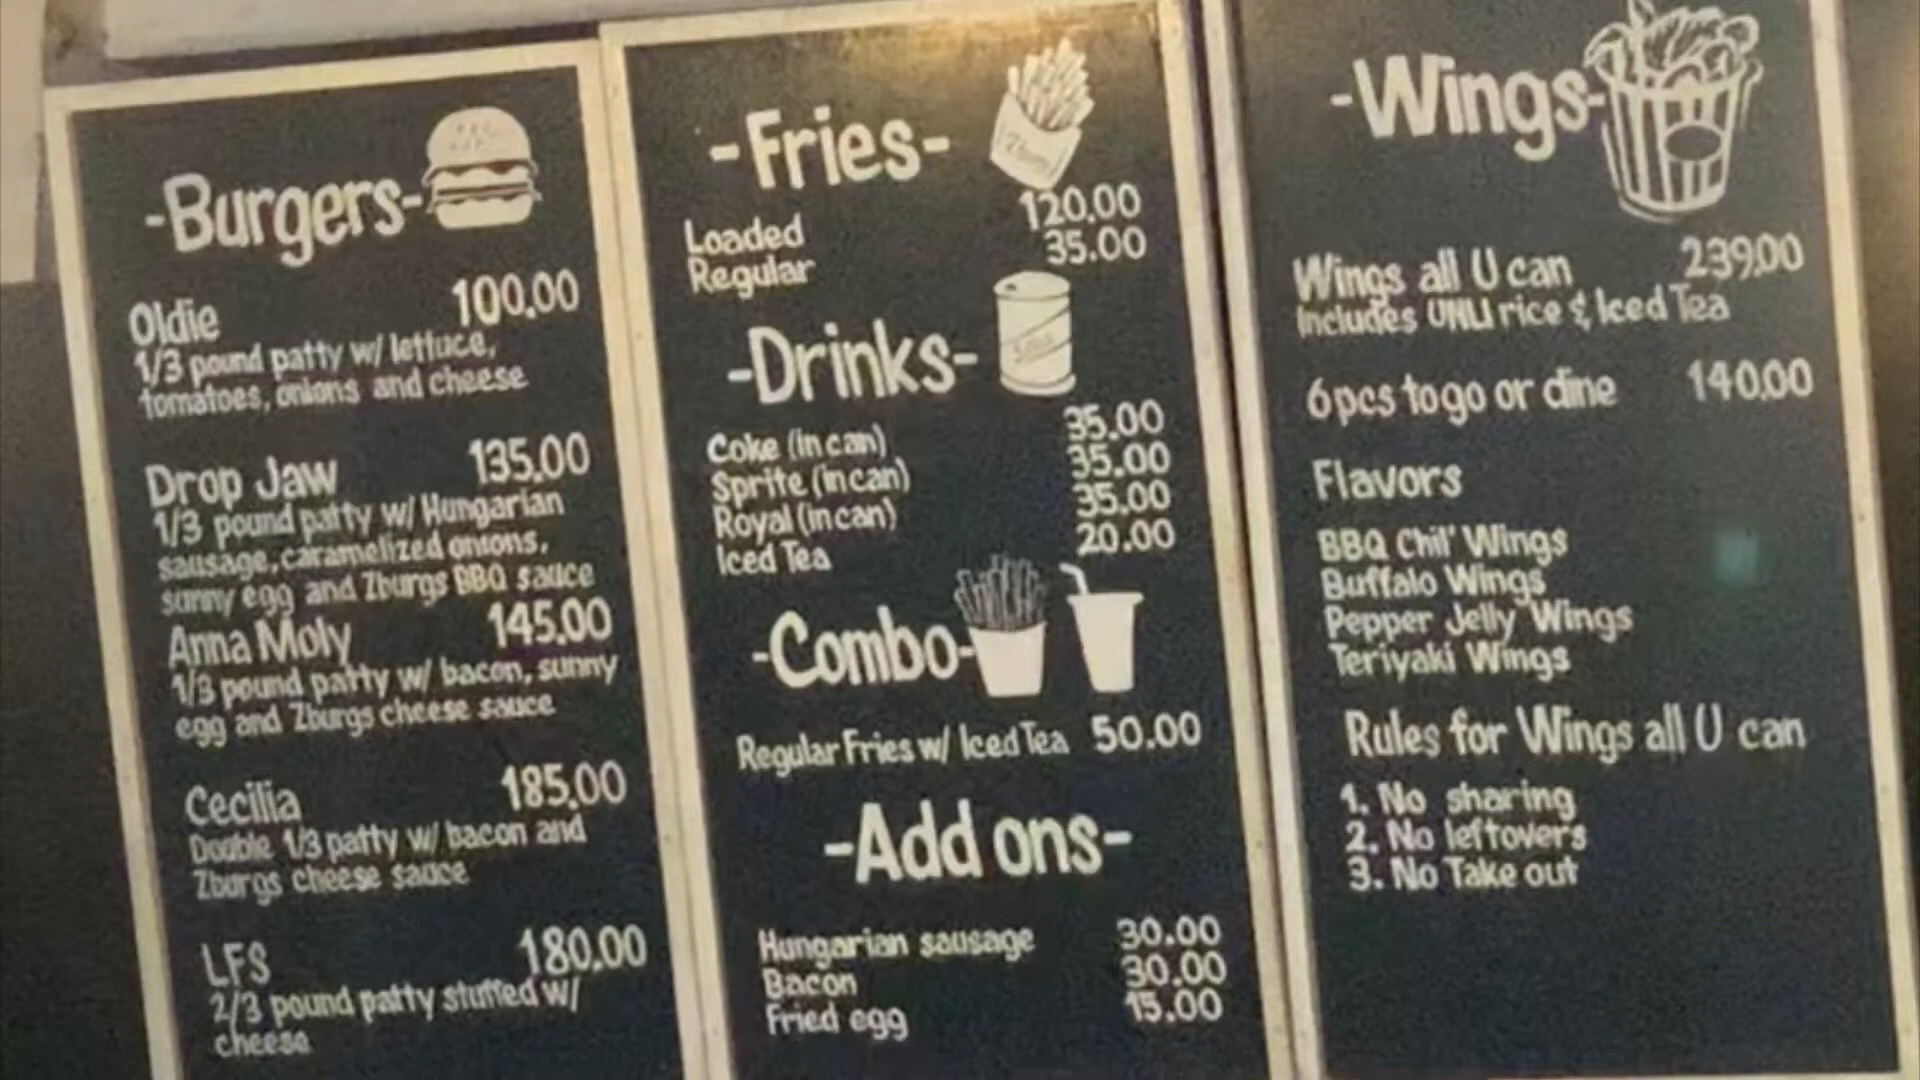 -Burgers-
Oldie 100.00
1/3 pound patty w/ lettuce,
tomatoes, onions and cheese
Drop Jaw 135.00
1/3 pound patty w/ Hungarian
sausage, caramelized onions,
sunny egg and Zburgs BBQ sauce
Anna Moly 145.00
1/3 pound patty w/ bacon, sunny
egg and Zburgs cheese sauce
Cecilia 185.00
Double 1/3 patty w/ bacon and
Zburgs cheese sauce
LFS 180.00
2/3 pound patty stuffed w/
cheese
-Fries-
Loaded 120.00
Regular 35.00
-Drinks-
Coke (in can) 35.00
Sprite (in can) 35.00
Royal (in can) 35.00
Iced Tea 20.00
-Combo-
Regular Fries w/ Iced Tea 50.00
-Add ons-
Hungarian sausage 30.00
Bacon 30.00
Fried egg 15.00
-Wings-
Wings all U can 239.00
Includes UNLI rice & Iced Tea
6 pcs to go or dine 140.00
Flavors
BBQ Chil' Wings
Buffalo Wings
Pepper Jelly Wings
Teriyaki Wings
Rules for Wings all U can
1. No sharing
2. No leftovers
3. No Take out